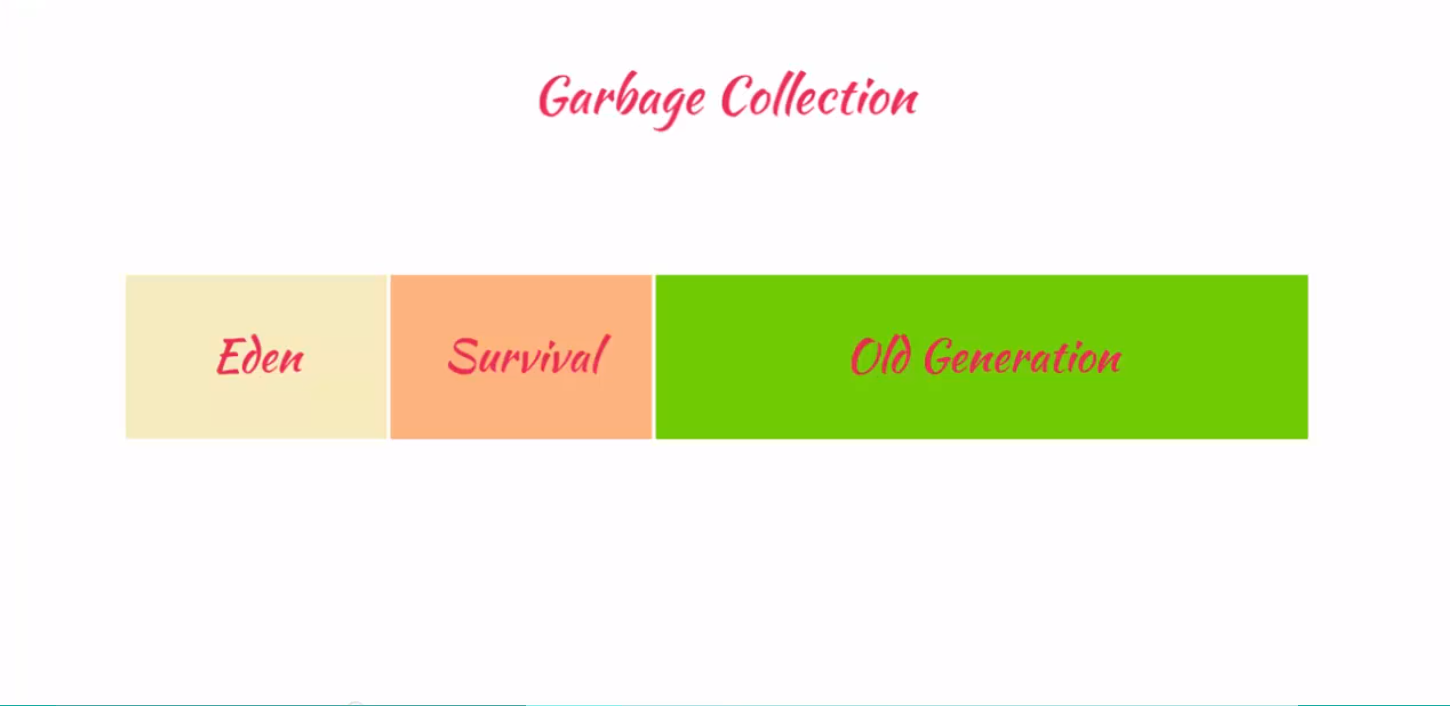 Garbage Collection
Eden
Survival
Old Generation